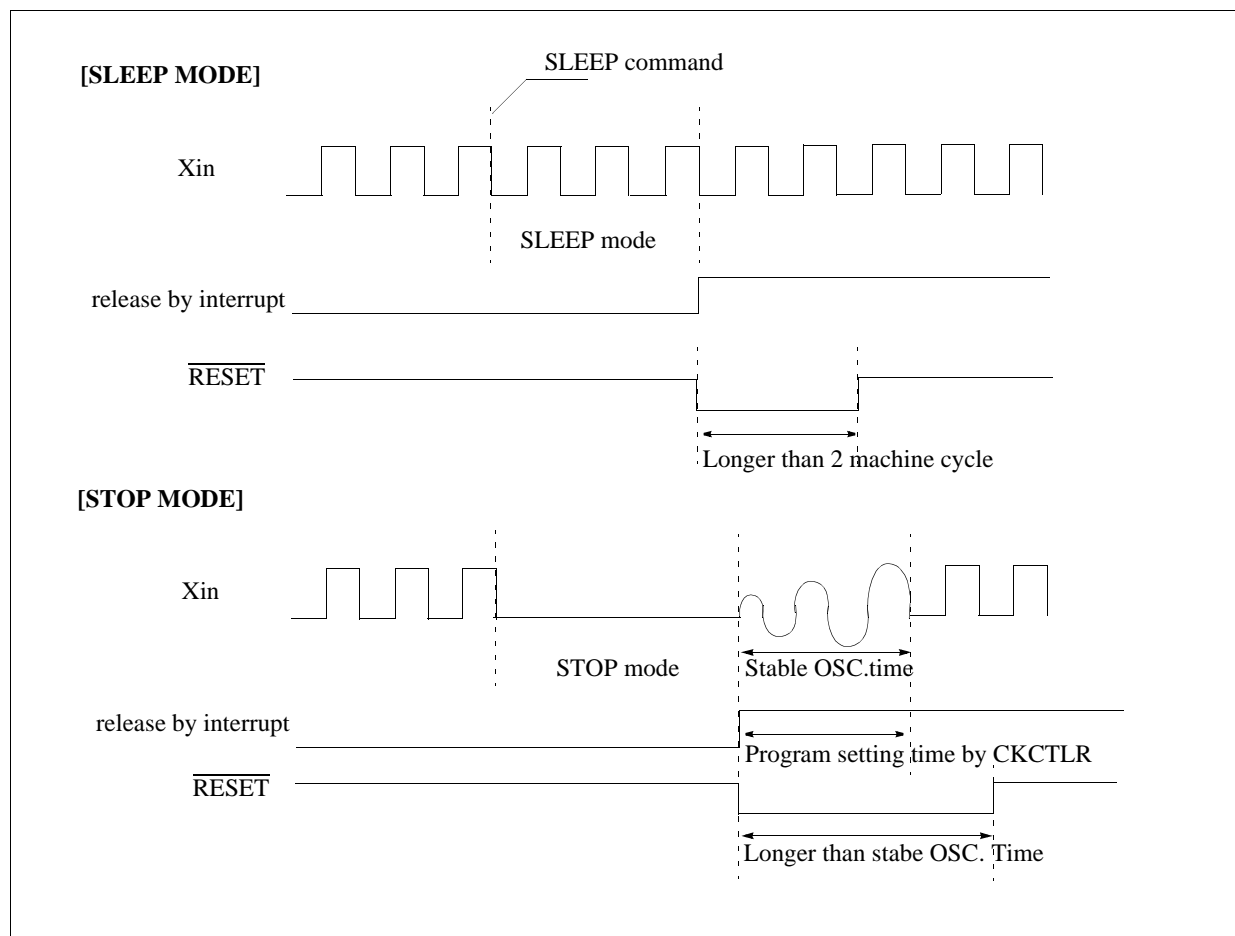 SLEEP command
[SLEEP MODE]
Xin
SLEEP mode
release by interrupt
RESET
Longer than 2 machine cycle
[STOP MODE]
Xin
STOP mode
Stable OSC.time
release by interrupt
Program setting time by CKCTLR
RESET
Longer than stabe OSC. Time